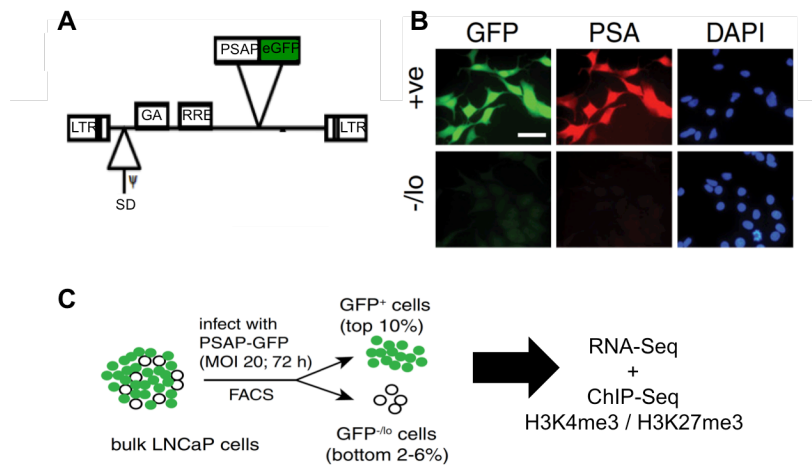 A
PSAP eGFP
LTR GA RRE LTR
ψ
SD
B
GFP PSA DAPI
+ve
-/lo
C
GFP+ cells
(top 10%)
infect with
PSAP-GFP
(MOI 20; 72 h)
FACS
bulk LNCaP cells
GFP-/lo cells
(bottom 2-6%)
RNA-Seq
+
ChIP-Seq
H3K4me3 / H3K27me3